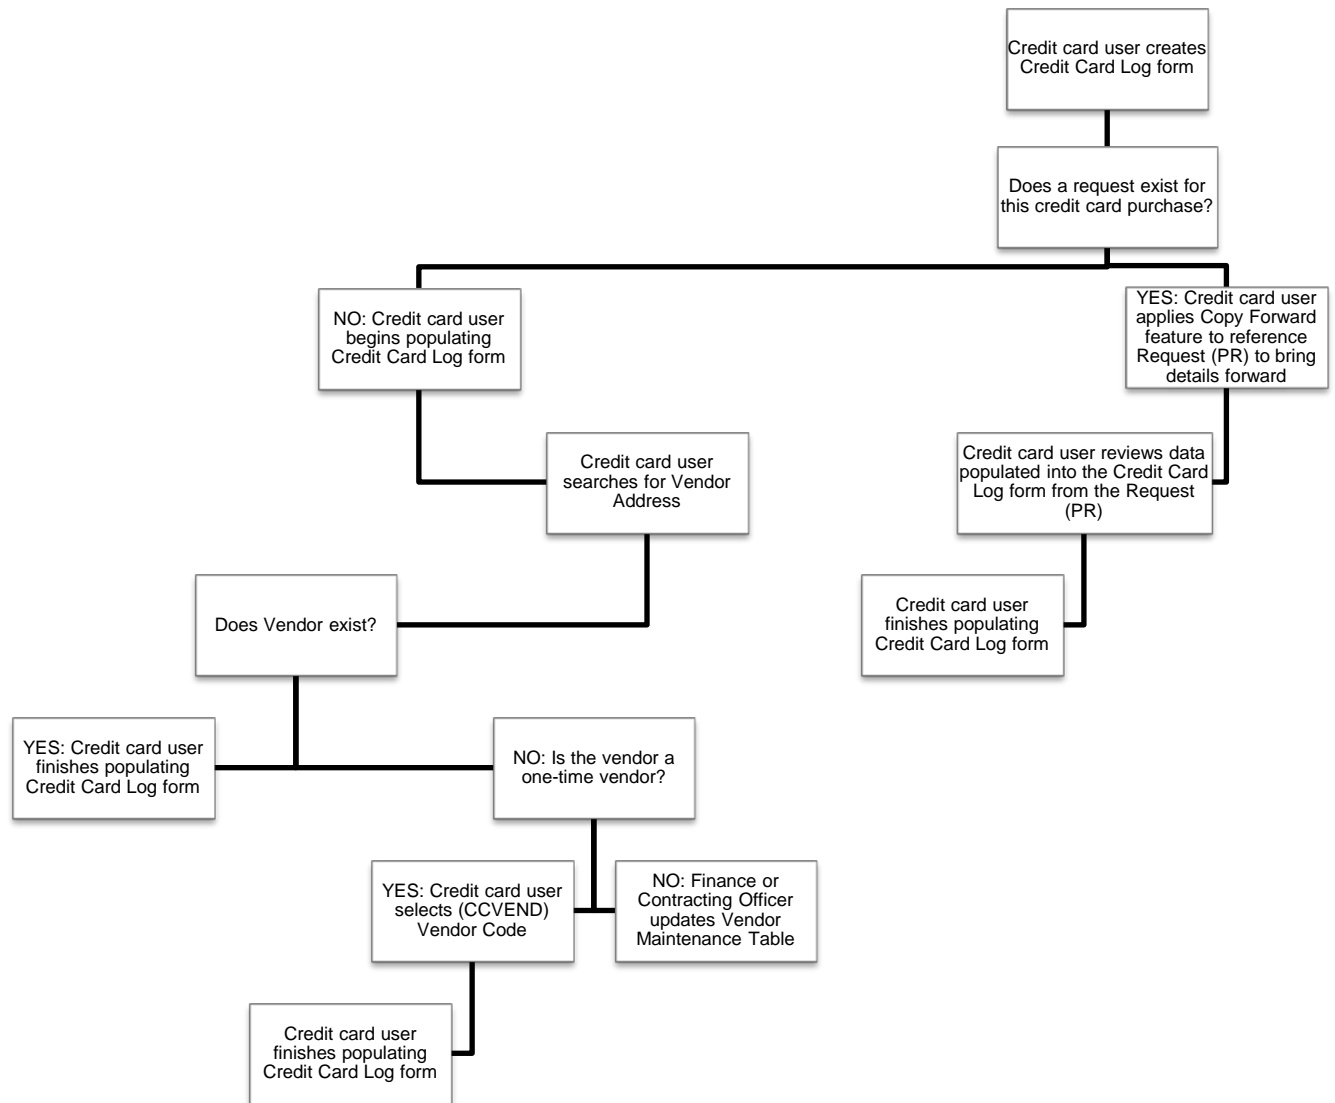 Credit card user creates
Credit Card Log form
Does a request exist for
this credit card purchase?
NO: Credit card user
begins populating
Credit Card Log form
YES: Credit card user
applies Copy Forward
feature to reference
Request (PR) to bring
details forward
Credit card user
searches for Vendor
Address
Credit card user reviews data
populated into the Credit Card
Log form from the Request
(PR)
Does Vendor exist?
Credit card user
finishes populating
Credit Card Log form
YES: Credit card user
finishes populating
Credit Card Log form
NO: Is the vendor a
one-time vendor?
YES: Credit card user
selects (CCVEND)
Vendor Code
NO: Finance or
Contracting Officer
updates Vendor
Maintenance Table
Credit card user
finishes populating
Credit Card Log form